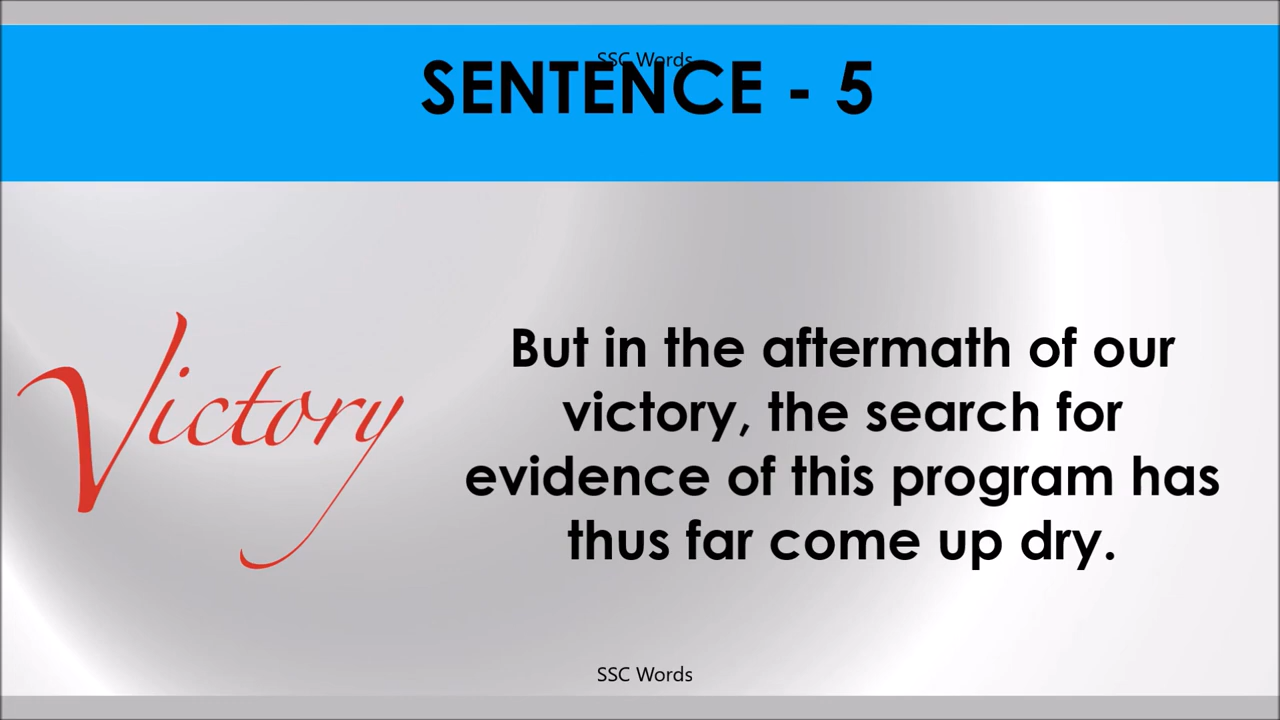 SSC Words
SENTENCE - 5
Victory
But in the aftermath of our
victory, the search for
evidence of this program has
thus far come up dry.
SSC Words